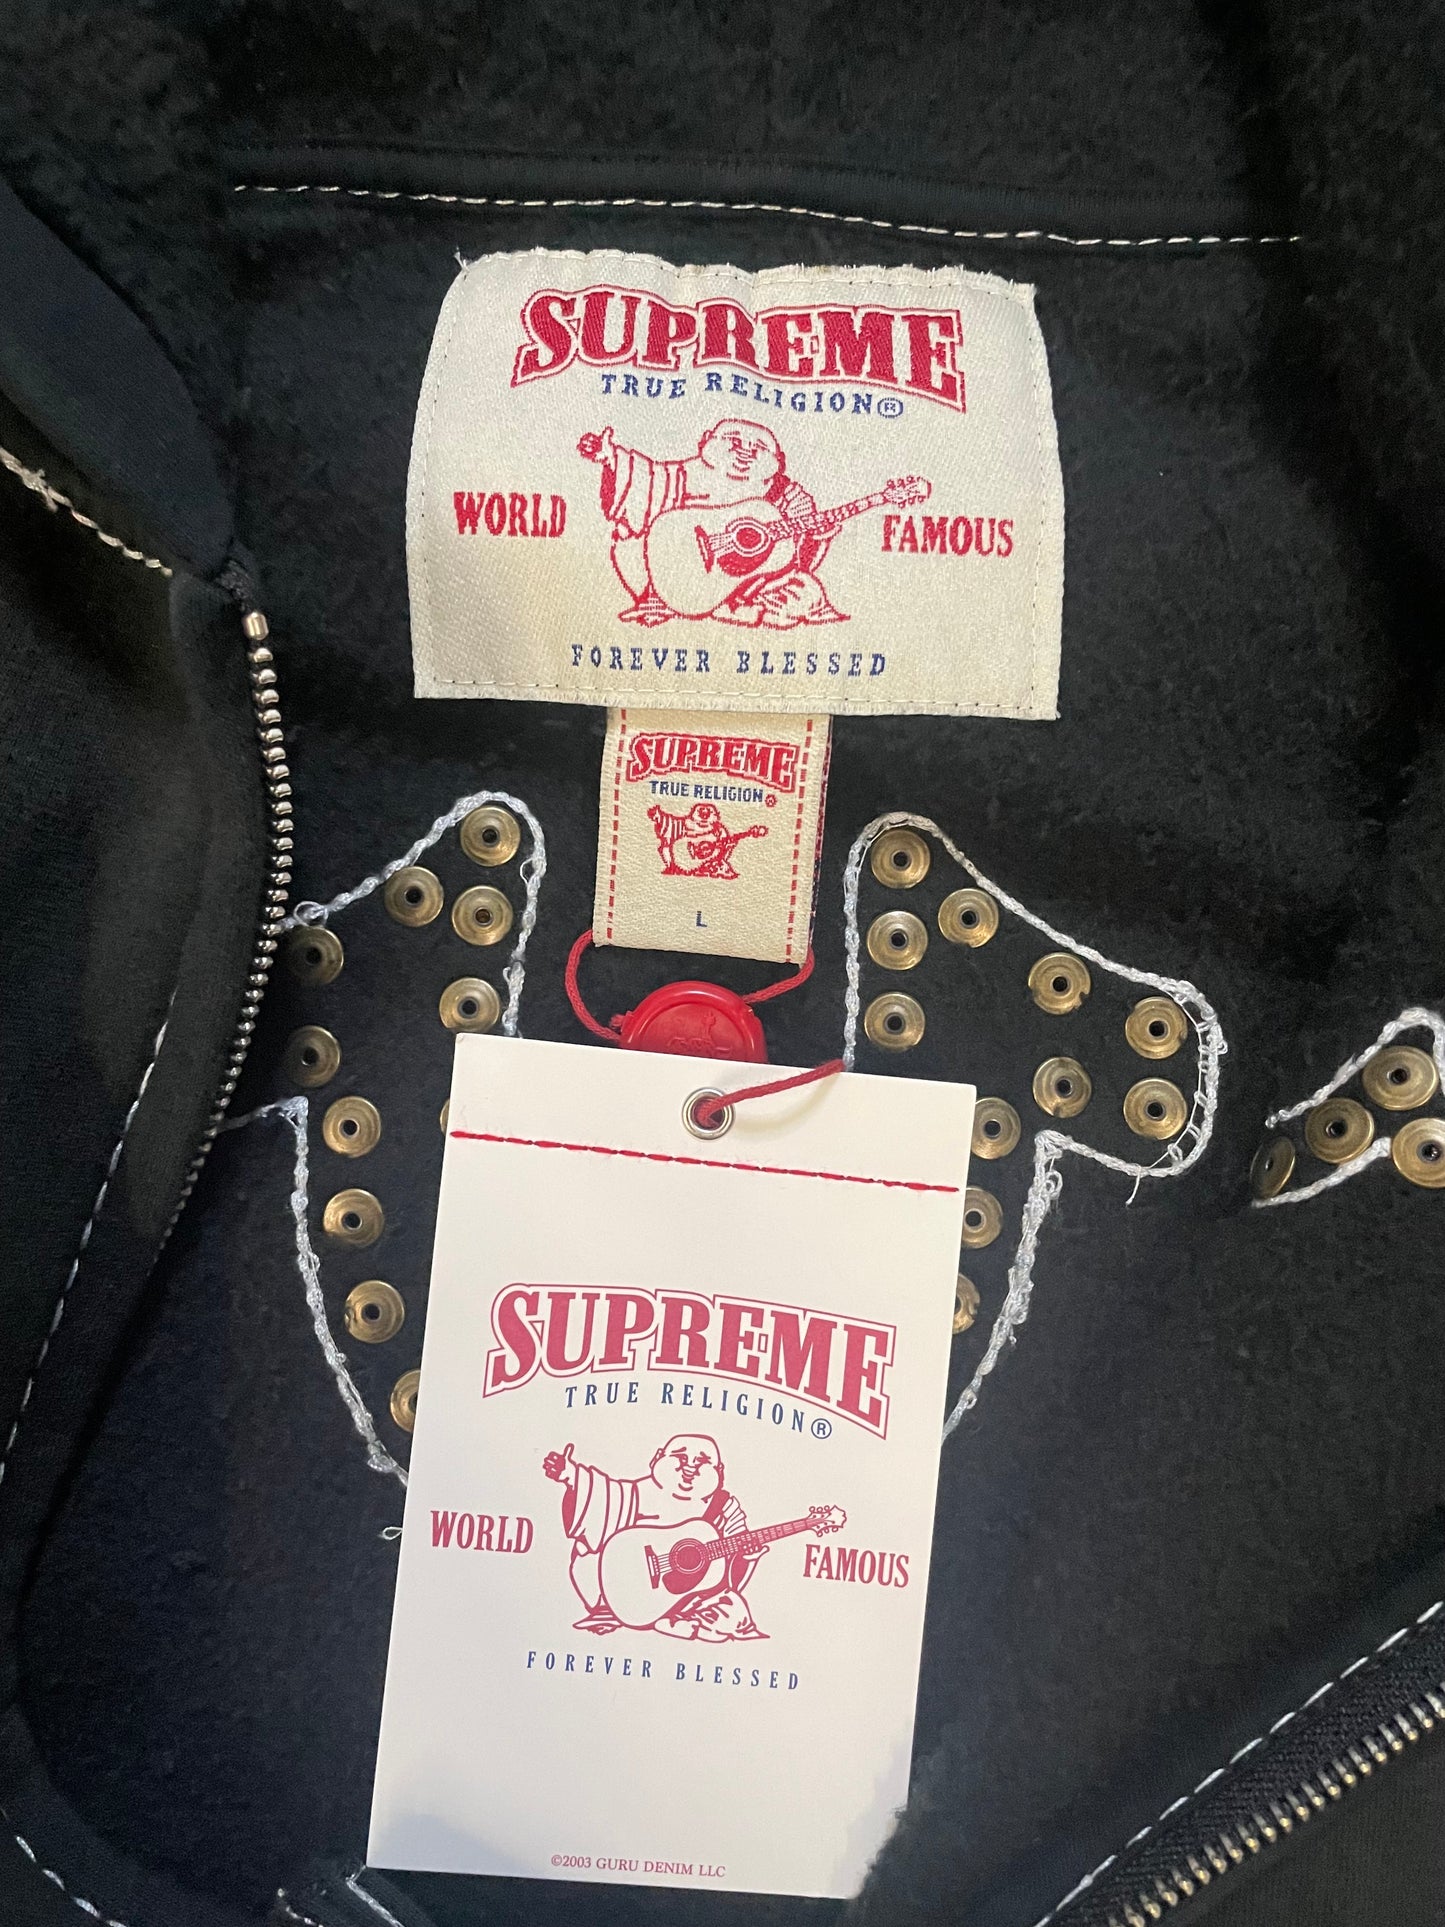 SUPREME
TRUE RELIGION®
WORLD FAMOUS
FOREVER BLESSED
SUPREME
TRUE RELIGION®
L
SUPREME
TRUE RELIGION®
WORLD FAMOUS
FOREVER BLESSED
©2003 GURU DENIM LLC